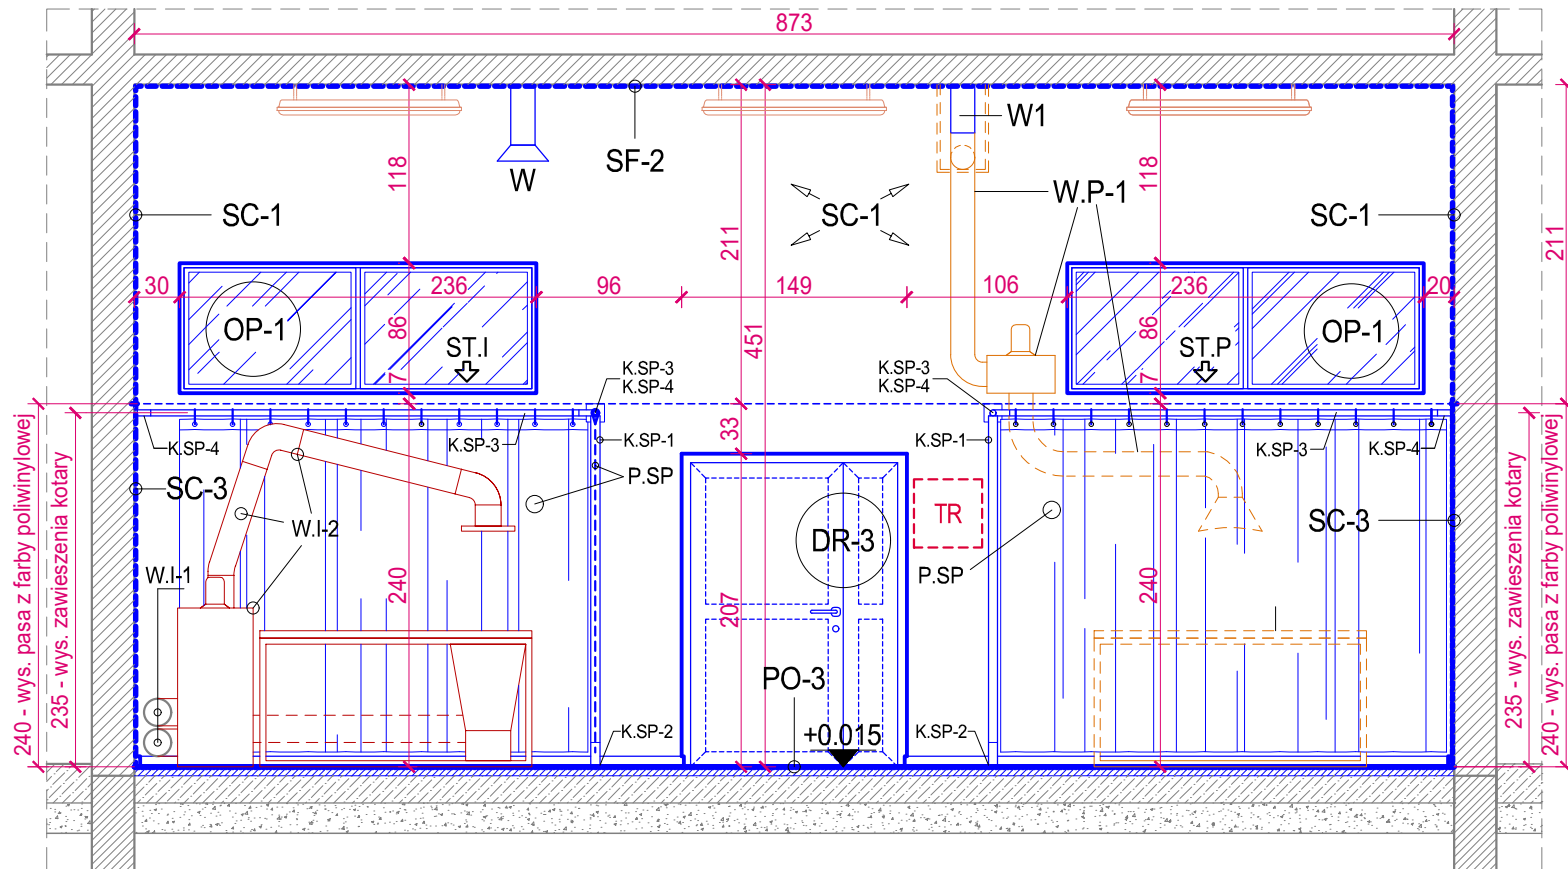 873
W1
SF-2
W
118
118
W.P-1
SC-1
SC-1
SC-1
211
211
30
236
96
149
106
236
20
OP-1
86
ST.I
451
86
ST.P
OP-1
7
7
K.SP-3
K.SP-4
K.SP-3
K.SP-4
33
K.SP-4
K.SP-3
K.SP-1
K.SP-1
K.SP-3
K.SP-4
SC-3
P.SP
TR
SC-3
W.I-2
DR-3
W.I-1
P.SP
240
207
240
PO-3
+0.015
K.SP-2
K.SP-2
240 - wys. pasa z farby poliwinylowej
235 - wys. zawieszenia kotary
235 - wys. zawieszenia kotary
240 - wys. pasa z farby poliwinylowej